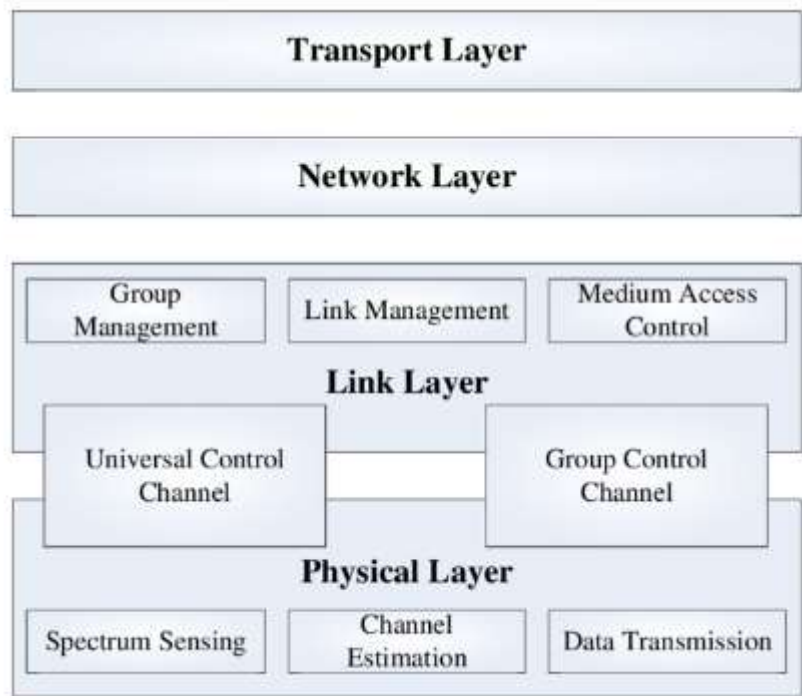 Transport Layer
Network Layer
Group
Management
Link Management
Medium Access
Control
Link Layer
Universal Control
Channel
Group Control
Channel
Physical Layer
Spectrum Sensing
Channel
Estimation
Data Transmission